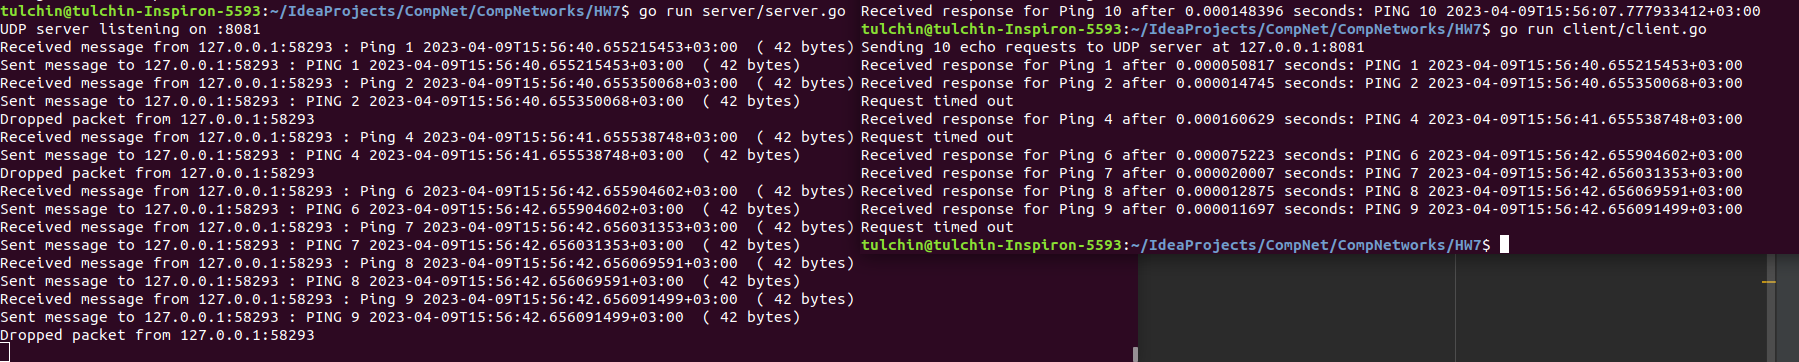 tulchin@tulchin-Inspiron-5593:~/IdeaProjects/CompNet/CompNetworks/HW7$ go run server/server.go
UDP server listening on :8081
Received message from 127.0.0.1:58293 : Ping 1 2023-04-09T15:56:40.655215453+03:00  ( 42 bytes)
Sent message to 127.0.0.1:58293 : PING 1 2023-04-09T15:56:40.655215453+03:00  ( 42 bytes)
Received message from 127.0.0.1:58293 : Ping 2 2023-04-09T15:56:40.655350068+03:00  ( 42 bytes)
Sent message to 127.0.0.1:58293 : PING 2 2023-04-09T15:56:40.655350068+03:00  ( 42 bytes)
Dropped packet from 127.0.0.1:58293
Received message from 127.0.0.1:58293 : Ping 4 2023-04-09T15:56:41.655538748+03:00  ( 42 bytes)
Sent message to 127.0.0.1:58293 : PING 4 2023-04-09T15:56:41.655538748+03:00  ( 42 bytes)
Dropped packet from 127.0.0.1:58293
Received message from 127.0.0.1:58293 : Ping 6 2023-04-09T15:56:42.655904602+03:00  ( 42 bytes)
Sent message to 127.0.0.1:58293 : PING 6 2023-04-09T15:56:42.655904602+03:00  ( 42 bytes)
Received message from 127.0.0.1:58293 : Ping 7 2023-04-09T15:56:42.656031353+03:00  ( 42 bytes)
Sent message to 127.0.0.1:58293 : PING 7 2023-04-09T15:56:42.656031353+03:00  ( 42 bytes)
Received message from 127.0.0.1:58293 : Ping 8 2023-04-09T15:56:42.656069591+03:00  ( 42 bytes)
Sent message to 127.0.0.1:58293 : PING 8 2023-04-09T15:56:42.656069591+03:00  ( 42 bytes)
Received message from 127.0.0.1:58293 : Ping 9 2023-04-09T15:56:42.656091499+03:00  ( 42 bytes)
Sent message to 127.0.0.1:58293 : PING 9 2023-04-09T15:56:42.656091499+03:00  ( 42 bytes)
Dropped packet from 127.0.0.1:58293
Received response for Ping 10 after 0.000148396 seconds: PING 10 2023-04-09T15:56:07.777933412+03:00
tulchin@tulchin-Inspiron-5593:~/IdeaProjects/CompNet/CompNetworks/HW7$ go run client/client.go
Sending 10 echo requests to UDP server at 127.0.0.1:8081
Received response for Ping 1 after 0.000050817 seconds: PING 1 2023-04-09T15:56:40.655215453+03:00
Received response for Ping 2 after 0.000014745 seconds: PING 2 2023-04-09T15:56:40.655350068+03:00
Request timed out
Received response for Ping 4 after 0.000160629 seconds: PING 4 2023-04-09T15:56:41.655538748+03:00
Request timed out
Received response for Ping 6 after 0.000075223 seconds: PING 6 2023-04-09T15:56:42.655904602+03:00
Received response for Ping 7 after 0.000020007 seconds: PING 7 2023-04-09T15:56:42.656031353+03:00
Received response for Ping 8 after 0.000012875 seconds: PING 8 2023-04-09T15:56:42.656069591+03:00
Received response for Ping 9 after 0.000011697 seconds: PING 9 2023-04-09T15:56:42.656091499+03:00
Request timed out
tulchin@tulchin-Inspiron-5593:~/IdeaProjects/CompNet/CompNetworks/HW7$